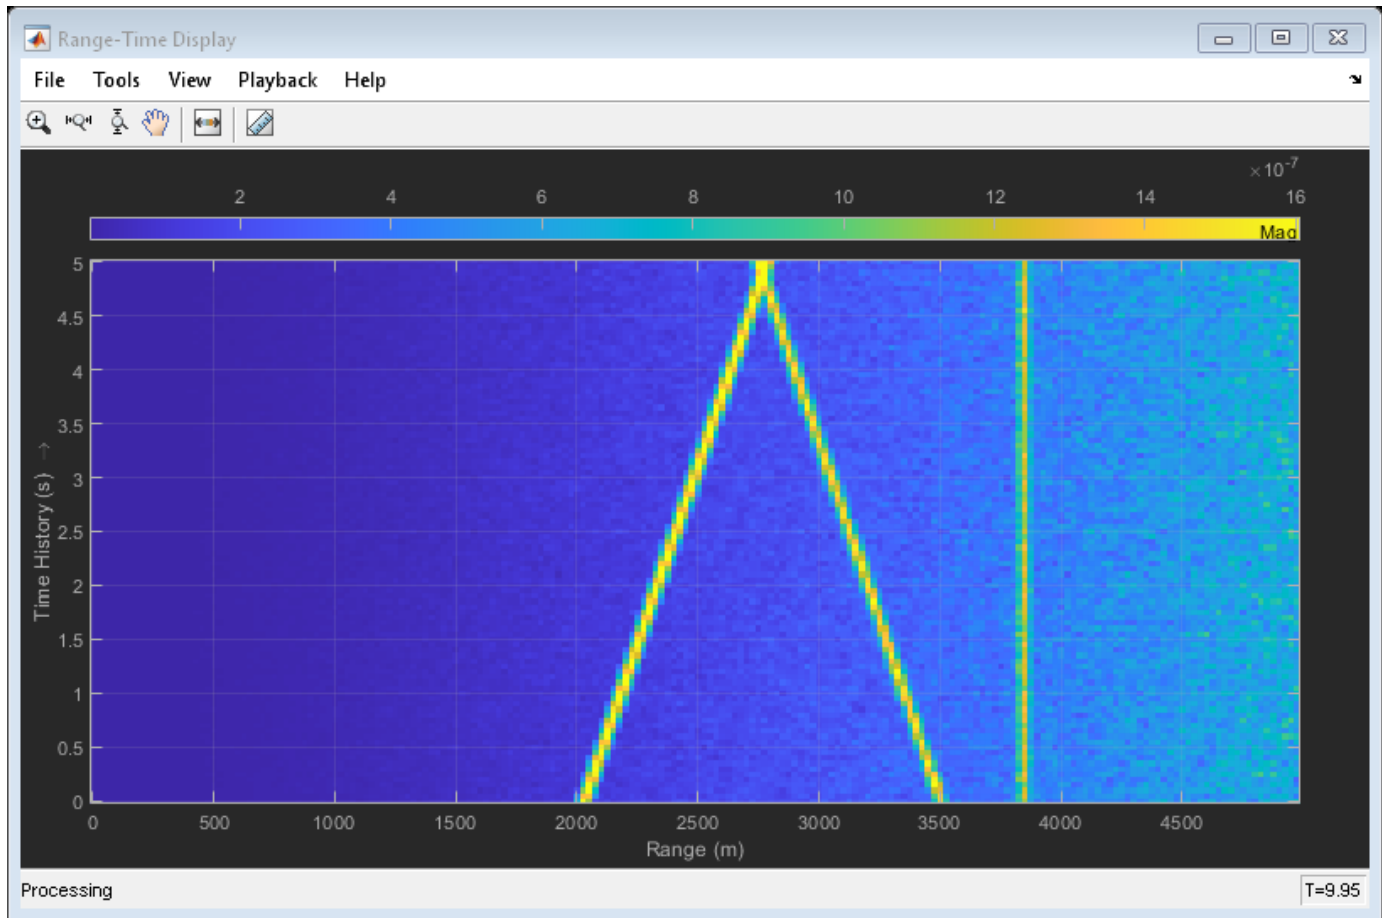 Range-Time Display
File Tools View Playback Help
×10⁻⁷
2 4 6 8 10 12 14 16
Mag
5
4.5
4
3.5
3
2.5
2
1.5
1
0.5
0
Time History (s) →
0 500 1000 1500 2000 2500 3000 3500 4000 4500
Range (m)
Processing T=9.95